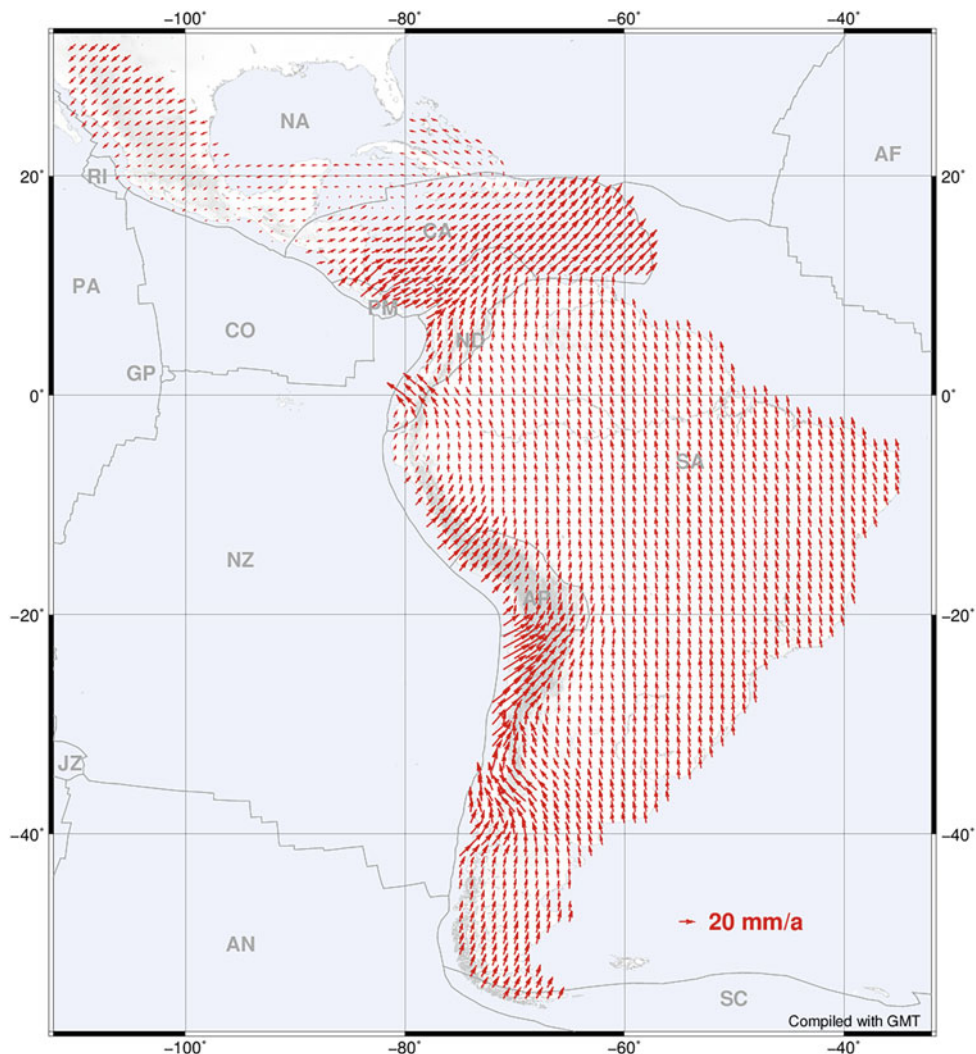 −100˚ −80˚ −60˚ −40˚
NA
AF
20˚ RI 20˚
CA
PA
PM
CO
ND
GP
0˚ 0˚
SA
NZ
AP
−20˚ −20˚
JZ
−40˚ −40˚
20 mm/a
AN
SC
Compiled with GMT
−100˚ −80˚ −60˚ −40˚